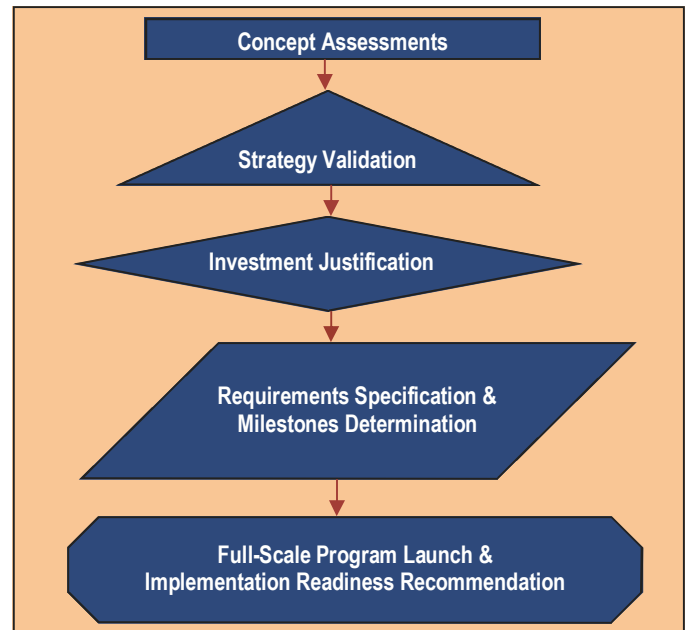 Concept Assessments
Strategy Validation
Investment Justification
Requirements Specification &
Milestones Determination
Full-Scale Program Launch &
Implementation Readiness Recommendation